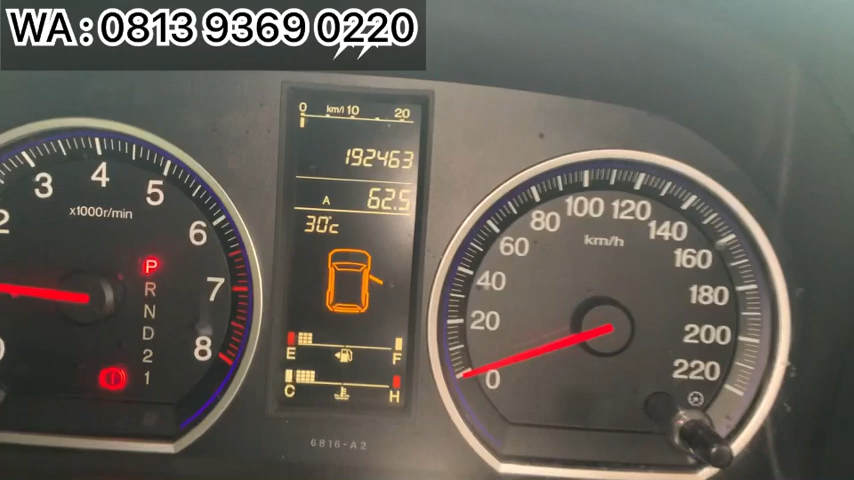 WA : 0813 9369 0220
0 km/l 10 20
192463
A 62.5
30°c
E F
C H
6816-A2
2 3 4 5 6 7 8
x1000r/min
P
R
N
D
2
1
0 20 40 60 80 100 120 140 160 180 200 220
km/h